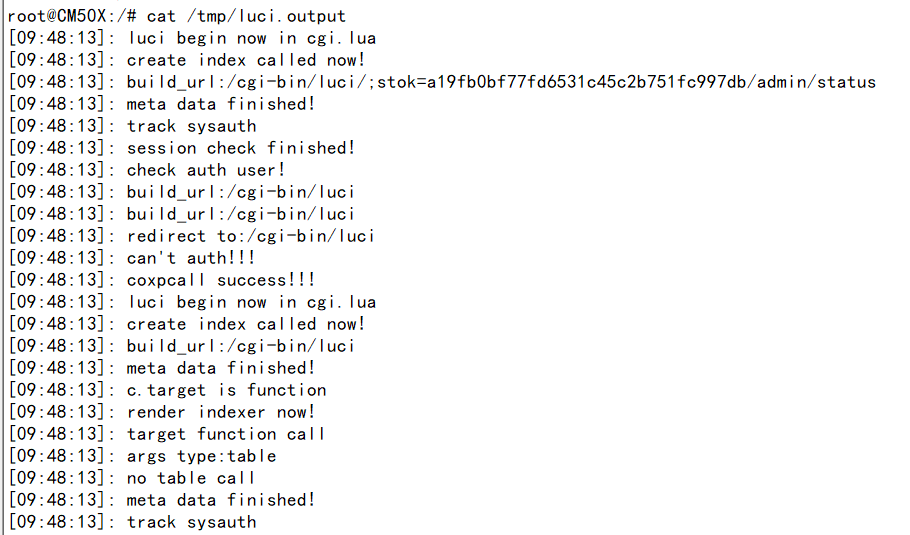 root@CM50X:/# cat /tmp/luci.output
[09:48:13]: luci begin now in cgi.lua
[09:48:13]: create index called now!
[09:48:13]: build_url:/cgi-bin/luci/;stok=a19fb0bf77fd6531c45c2b751fc997db/admin/status
[09:48:13]: meta data finished!
[09:48:13]: track sysauth
[09:48:13]: session check finished!
[09:48:13]: check auth user!
[09:48:13]: build_url:/cgi-bin/luci
[09:48:13]: build_url:/cgi-bin/luci
[09:48:13]: redirect to:/cgi-bin/luci
[09:48:13]: can't auth!!!
[09:48:13]: coxpcall success!!!
[09:48:13]: luci begin now in cgi.lua
[09:48:13]: create index called now!
[09:48:13]: build_url:/cgi-bin/luci
[09:48:13]: meta data finished!
[09:48:13]: c.target is function
[09:48:13]: render indexer now!
[09:48:13]: target function call
[09:48:13]: args type:table
[09:48:13]: no table call
[09:48:13]: meta data finished!
[09:48:13]: track sysauth